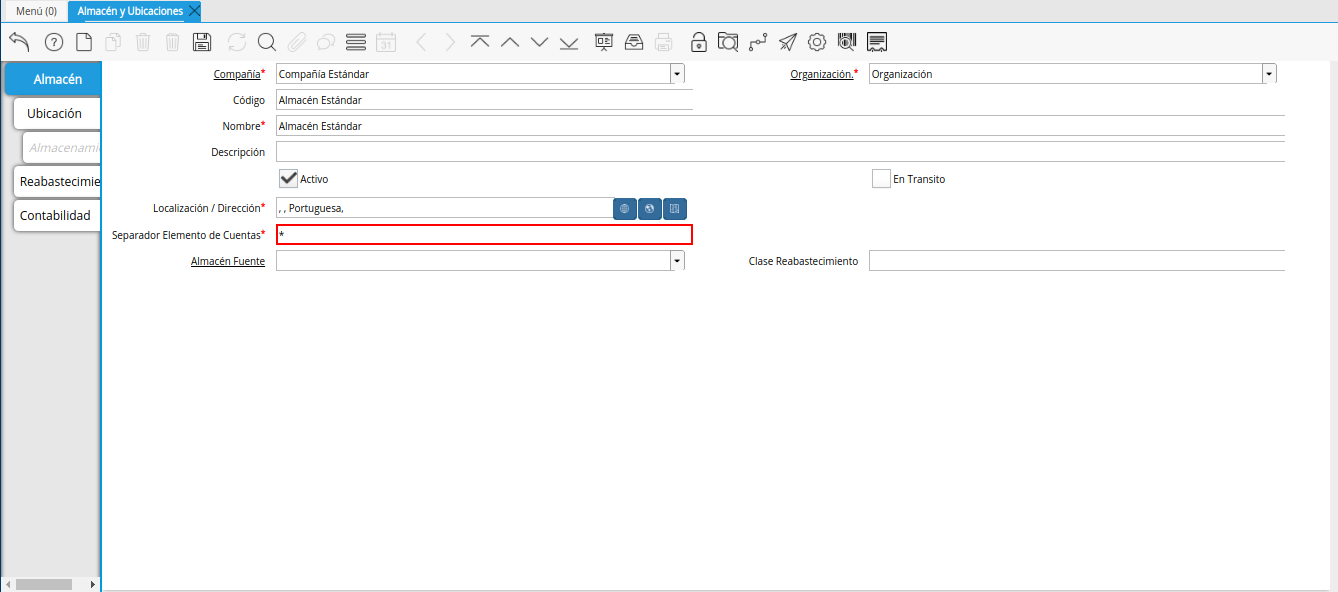 Menú (0)
Almacén y Ubicaciones
31
Almacén
Ubicación
Almacenami
Reabastecimie
Contabilidad
Compañía* Compañía Estándar
Organización.* Organización
Código Almacén Estándar
Nombre* Almacén Estándar
Descripción
Activo
En Transito
Localización / Dirección* , , Portuguesa,
Separador Elemento de Cuentas* *
Almacén Fuente
Clase Reabastecimiento